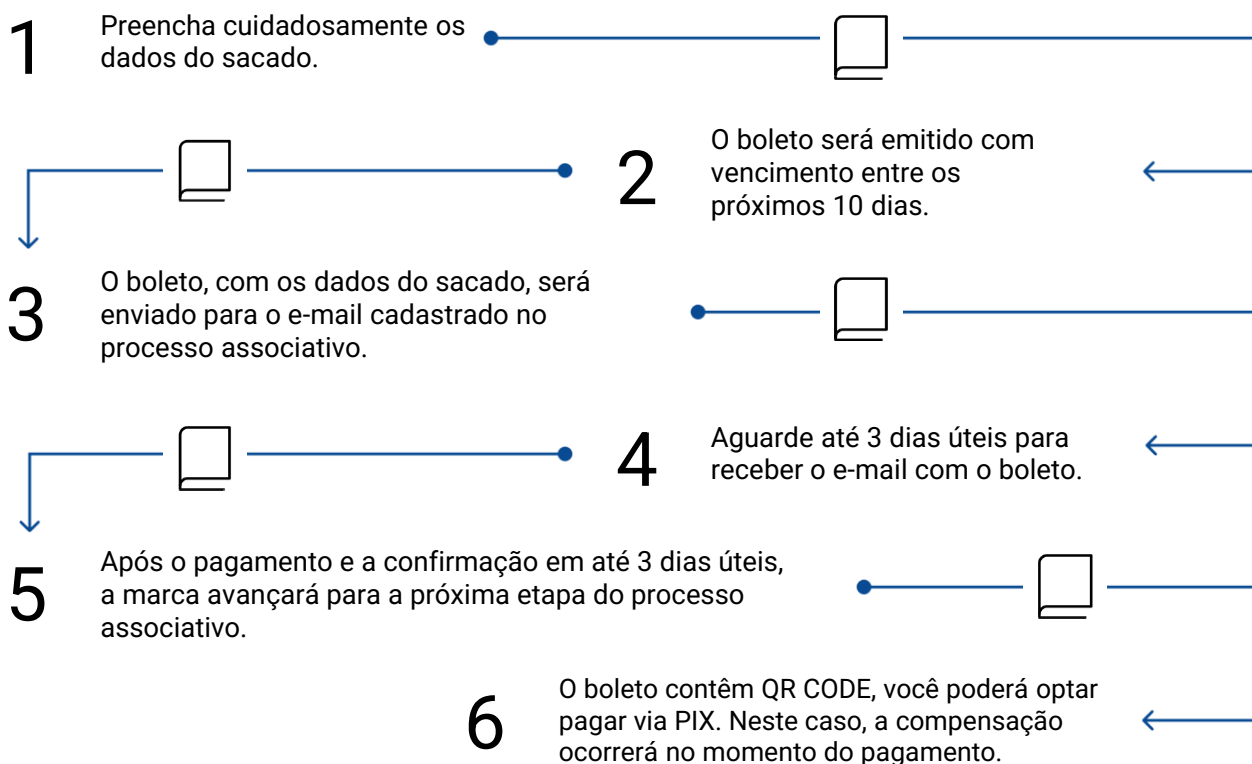 1
Preencha cuidadosamente os
dados do sacado.
2
O boleto será emitido com
vencimento entre os
próximos 10 dias.
3
O boleto, com os dados do sacado, será
enviado para o e-mail cadastrado no
processo associativo.
4
Aguarde até 3 dias úteis para
receber o e-mail com o boleto.
5
Após o pagamento e a confirmação em até 3 dias úteis,
a marca avançará para a próxima etapa do processo
associativo.
6
O boleto contêm QR CODE, você poderá optar
pagar via PIX. Neste caso, a compensação
ocorrerá no momento do pagamento.